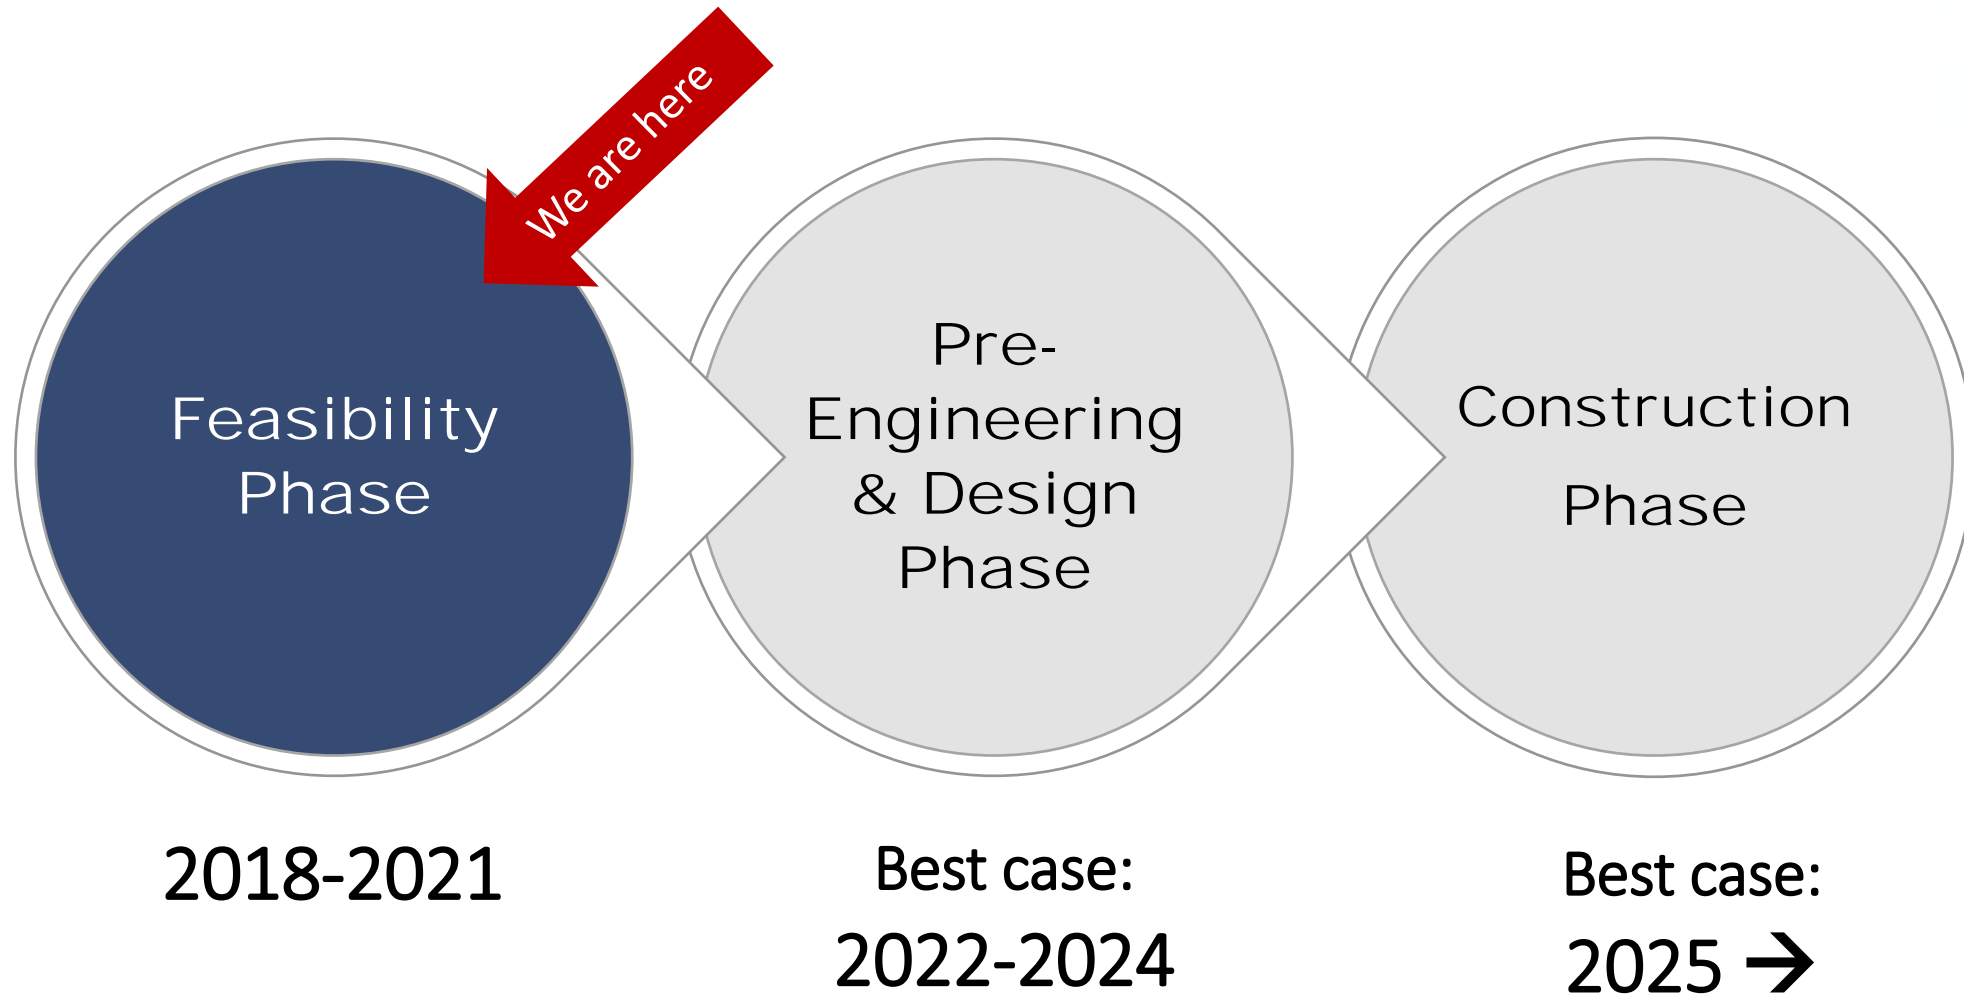 We are here
Feasibility
Phase
Pre-
Engineering
& Design
Phase
Construction
Phase
2018-2021
Best case:
2022-2024
Best case:
2025 →